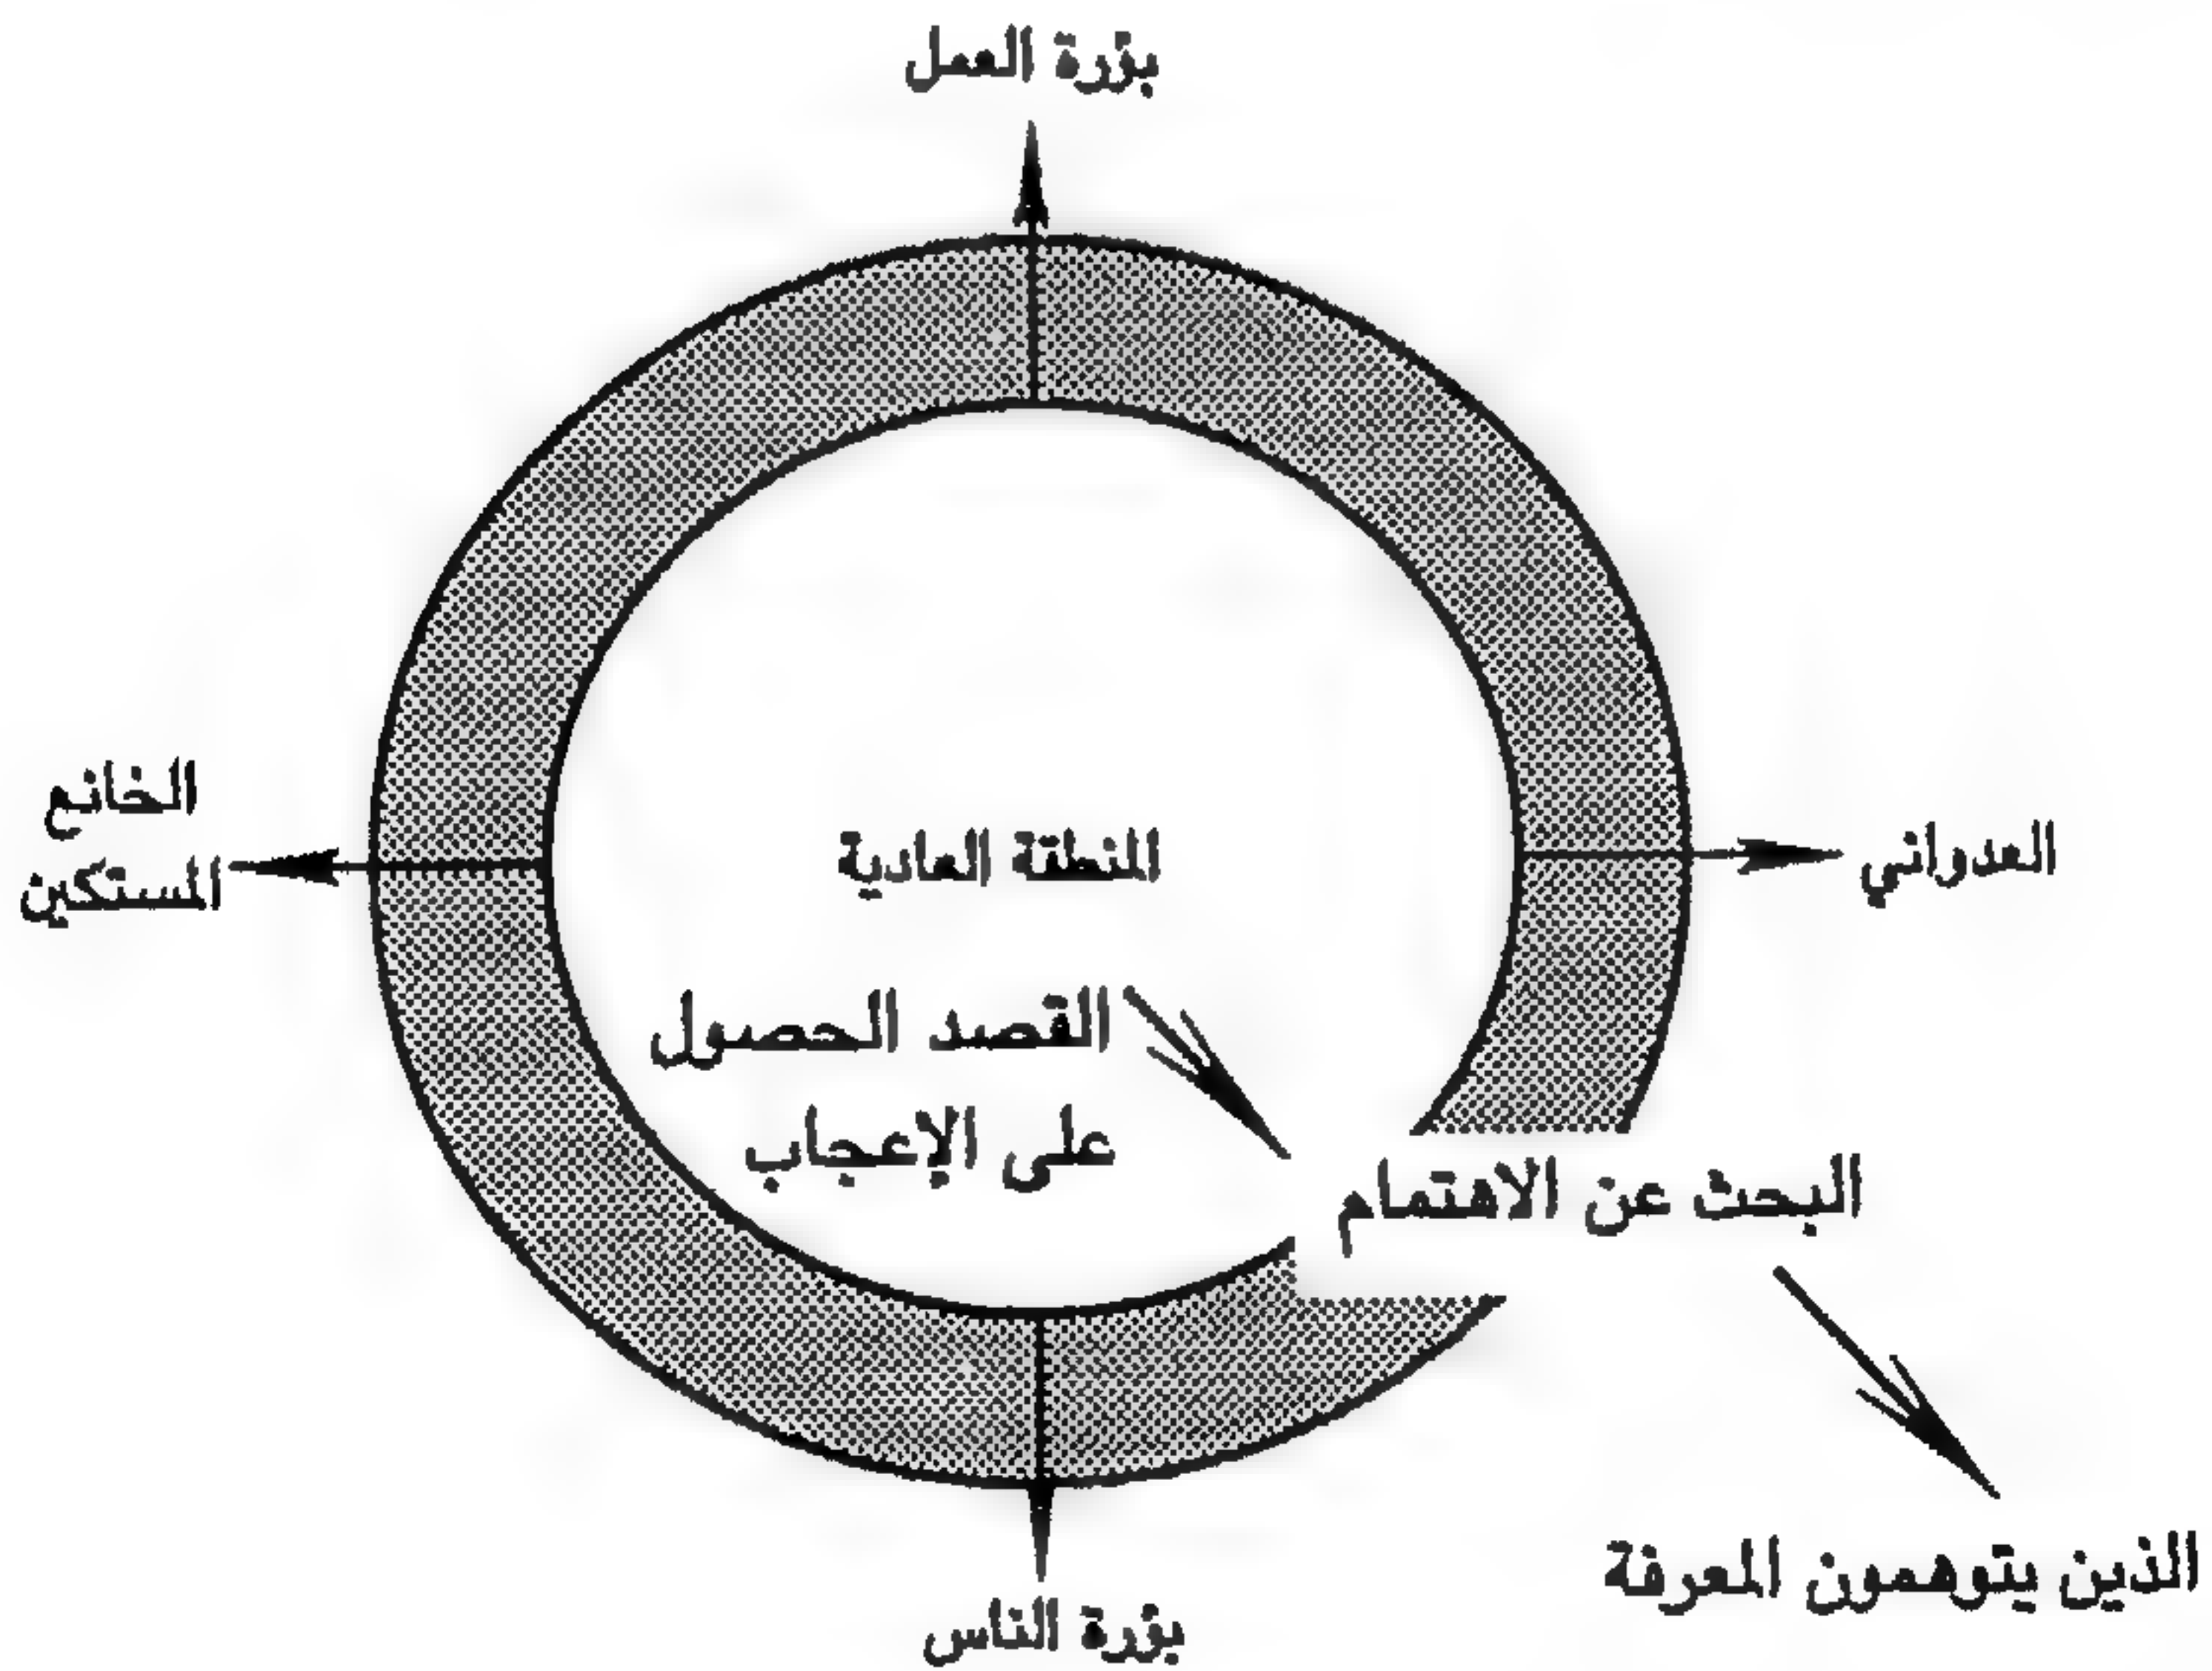 بؤرة العمل
الخانع
المستكين
المنطقة العادية
العدواني
القصد الحصول
على الإعجاب
البحث عن الاهتمام
الذين يتوهمون المعرفة
بؤرة الناس